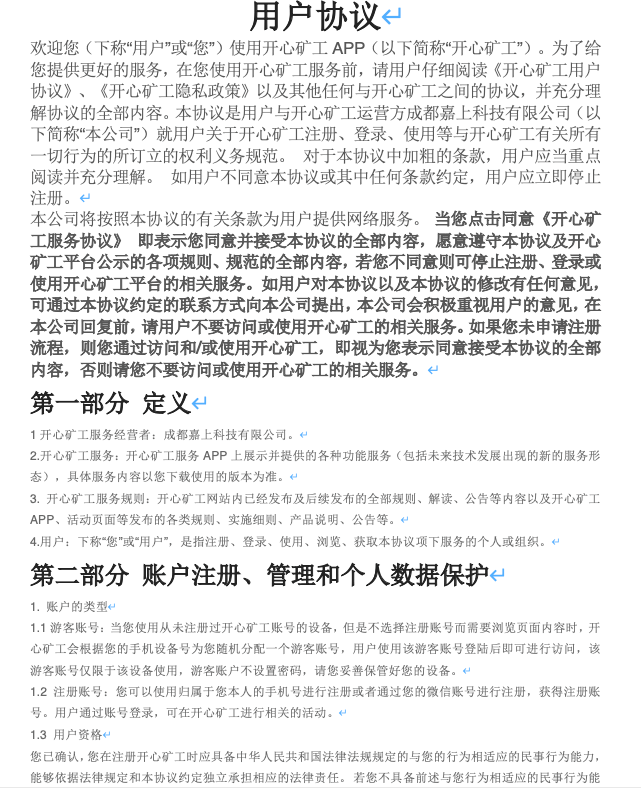 用户协议
欢迎您（下称“用户”或“您”）使用开心矿工 APP（以下简称“开心矿工”）。为了给
您提供更好的服务，在您使用开心矿工服务前，请用户仔细阅读《开心矿工用户
协议》、《开心矿工隐私政策》以及其他任何与开心矿工之间的协议，并充分理
解协议的全部内容。本协议是用户与开心矿工运营方成都嘉上科技有限公司（以
下简称“本公司”）就用户关于开心矿工注册、登录、使用等与开心矿工有关所有
一切行为的所订立的权利义务规范。 对于本协议中加粗的条款，用户应当重点
阅读并充分理解。 如用户不同意本协议或其中任何条款约定，用户应立即停止
注册。
本公司将按照本协议的有关条款为用户提供网络服务。 当您点击同意《开心矿
工服务协议》 即表示您同意并接受本协议的全部内容，愿意遵守本协议及开心
矿工平台公示的各项规则、规范的全部内容，若您不同意则可停止注册、登录或
使用开心矿工平台的相关服务。如用户对本协议以及本协议的修改有任何意见，
可通过本协议约定的联系方式向本公司提出，本公司会积极重视用户的意见，在
本公司回复前，请用户不要访问或使用开心矿工的相关服务。如果您未申请注册
流程，则您通过访问和/或使用开心矿工，即视为您表示同意接受本协议的全部
内容，否则请您不要访问或使用开心矿工的相关服务。
第一部分 定义
1 开心矿工服务经营者：成都嘉上科技有限公司。
2.开心矿工服务：开心矿工服务 APP 上展示并提供的各种功能服务（包括未来技术发展出现的新的服务形
态），具体服务内容以您下载使用的版本为准。
3. 开心矿工服务规则：开心矿工网站内已经发布及后续发布的全部规则、解读、公告等内容以及开心矿工
APP、活动页面等发布的各类规则、实施细则、产品说明、公告等。
4.用户：下称“您”或“用户”，是指注册、登录、使用、浏览、获取本协议项下服务的个人或组织。
第二部分 账户注册、管理和个人数据保护
1. 账户的类型
1.1 游客账号：当您使用从未注册过开心矿工账号的设备，但是不选择注册账号而需要浏览页面内容时，开
心矿工会根据您的手机设备号为您随机分配一个游客账号，用户使用该游客账号登陆后即可进行访问，该
游客账号仅限于该设备使用，游客账户不设置密码，请您妥善保管好您的设备。
1.2 注册账号：您可以使用归属于您本人的手机号进行注册或者通过您的微信账号进行注册，获得注册账
号。用户通过账号登录，可在开心矿工进行相关的活动。
1.3 用户资格
您已确认，您在注册开心矿工时应具备中华人民共和国法律法规规定的与您的行为相适应的民事行为能力，
能够依据法律规定和本协议约定独立承担相应的法律责任。 若您不具备前述与您行为相适应的民事行为能